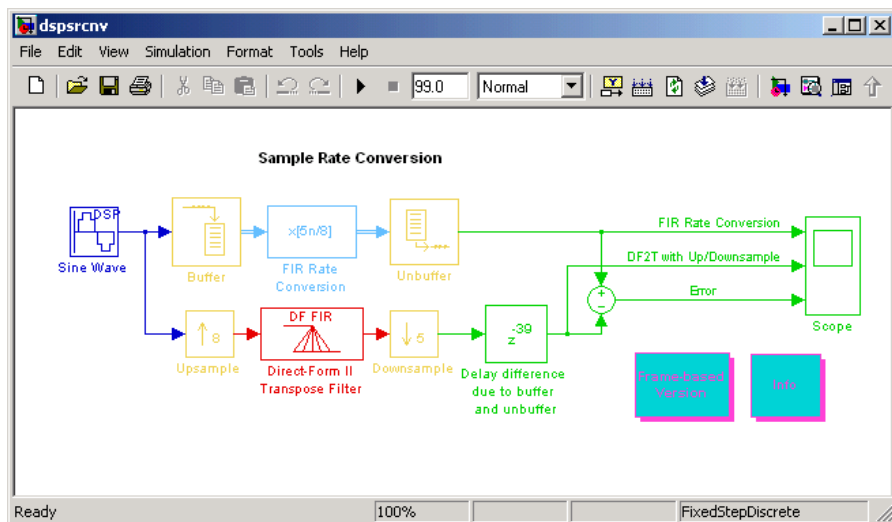 dspsrcnv
File Edit View Simulation Format Tools Help
99.0 Normal
Sample Rate Conversion
DSP
Sine Wave
Buffer
x[5n/8]
FIR Rate
Conversion
Unbuffer
FIR Rate Conversion
DF2T with Up/Downsample
Error
Scope
8
Upsample
DF FIR
Direct-Form II
Transpose Filter
5
Downsample
-39
z
Delay difference
due to buffer
and unbuffer
Frame-based
Version
Info
Ready 100% FixedStepDiscrete